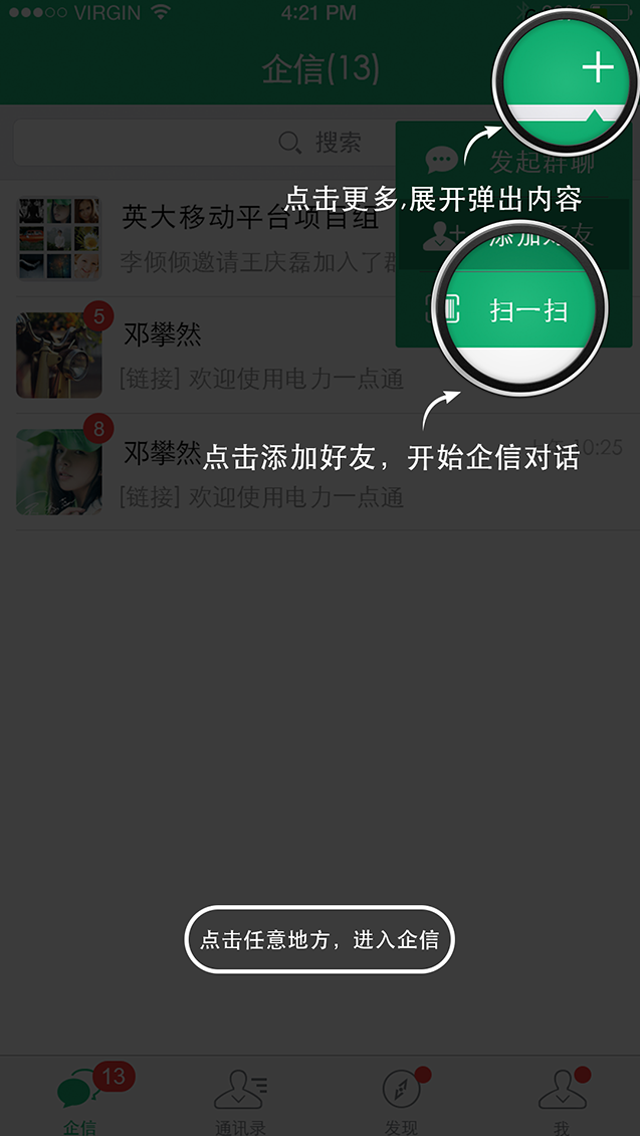 VIRGIN
4:21 PM
企信(13)
搜索
发起群聊
点击更多,展开弹出内容
英大移动平台项目组
添加好友
李倾倾邀请王庆磊加入了群
扫一扫
5
邓攀然
[链接] 欢迎使用电力一点通
8
邓攀然
10:25
点击添加好友，开始企信对话
[链接] 欢迎使用电力一点通
点击任意地方，进入企信
13
企信
通讯录
发现
我